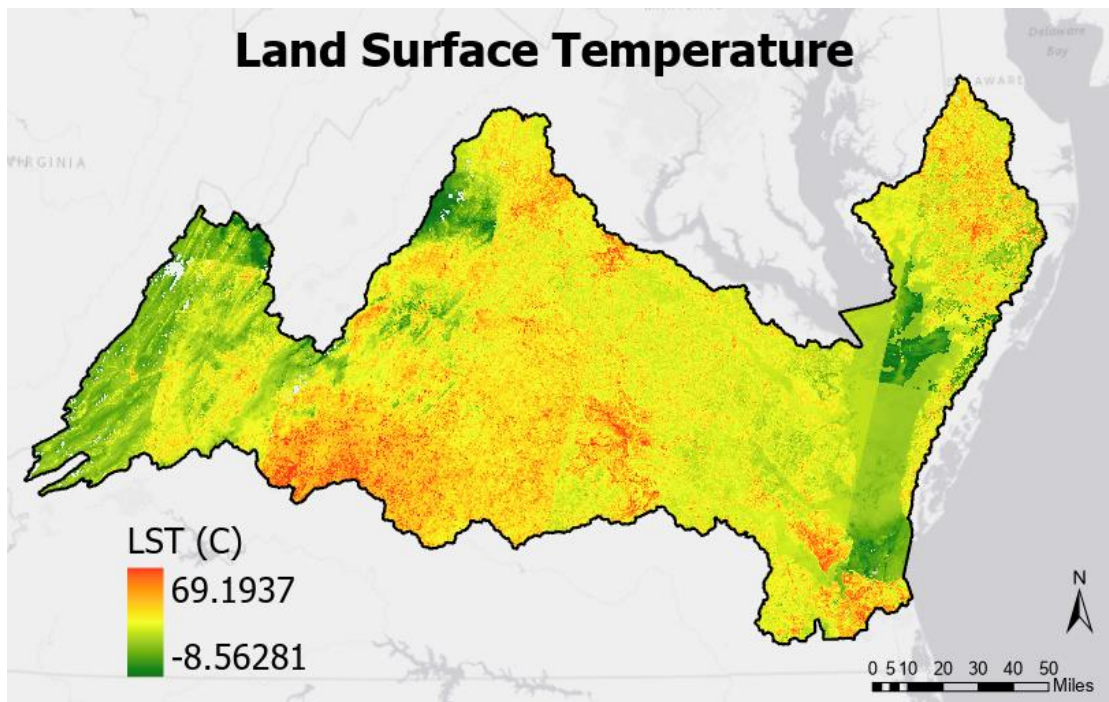 Land Surface Temperature
Delaware
Bay
DELAWARE
VIRGINIA
LST (C)
69.1937
-8.56281
N
0 5 10 20 30 40 50
Miles